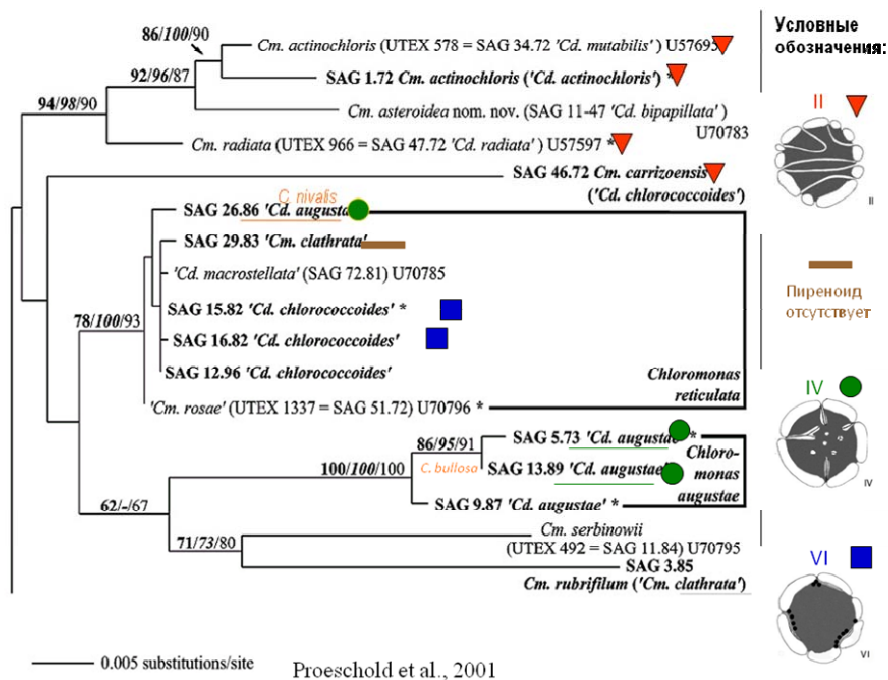 Условные
обозначения:
86/100/90
Cm. actinochloris (UTEX 578 = SAG 34.72 'Cd. mutabilis') U57695
92/96/87
SAG 1.72 Cm. actinochloris ('Cd. actinochloris') *
94/98/90
Cm. asteroidea nom. nov. (SAG 11-47 'Cd. bipapillata')
U70783
Cm. radiata (UTEX 966 = SAG 47.72 'Cd. radiata') U57597 *
II
II
SAG 46.72 Cm. carrizoensis
('Cd. chlorococcoides')
C. nivalis
SAG 26.86 'Cd. augustae
SAG 29.83 'Cm. clathrata'
'Cd. macrostellata' (SAG 72.81) U70785
Пиреноид
отсутствует
SAG 15.82 'Cd. chlorococcoides' *
78/100/93
SAG 16.82 'Cd. chlorococcoides'
SAG 12.96 'Cd. chlorococcoides'
Chloromonas
reticulata
'Cm. rosae' (UTEX 1337 = SAG 51.72) U70796 *
IV
IV
86/95/91
SAG 5.73 'Cd. augustae' *
C. bullosa
SAG 13.89 'Cd. augustae'
Chloro-
monas
augustae
100/100/100
SAG 9.87 'Cd. augustae' *
62/-/67
Cm. serbinowii
(UTEX 492 = SAG 11.84) U70795
71/73/80
SAG 3.85
Cm. rubrifilum ('Cm. clathrata')
VI
VI
0.005 substitutions/site
Proeschold et al., 2001